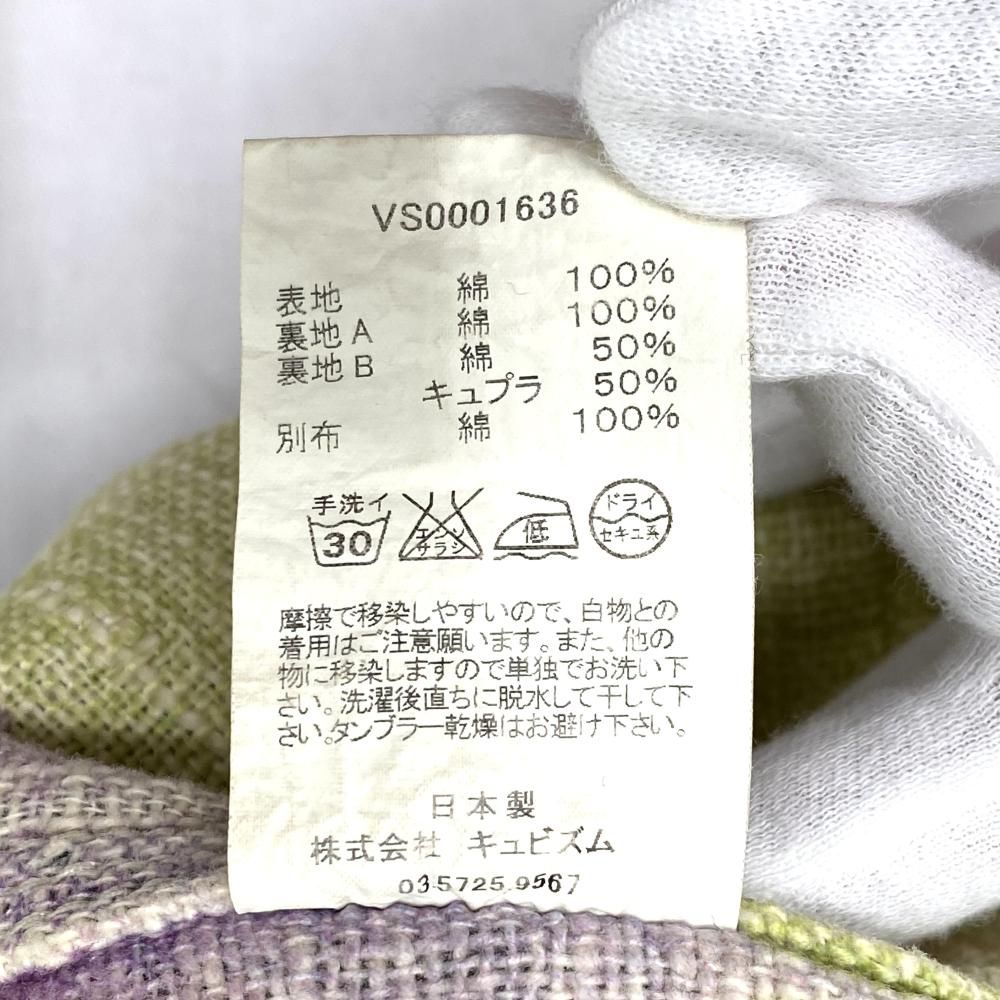 VS0001636
表地 綿 100%
裏地A 綿 100%
裏地B 綿 50%
キュプラ 50%
別布 綿 100%
手洗イ 30
エンソサラシ
低
ドライ セキユ系
摩擦で移染しやすいので、白物との
着用はご注意願います。また、他の
物に移染しますので単独でお洗い下
さい。洗濯後直ちに脱水して干して下
さい。タンブラー乾燥はお避け下さい。
日本製
株式会社 キュビズム
03.5725.9567